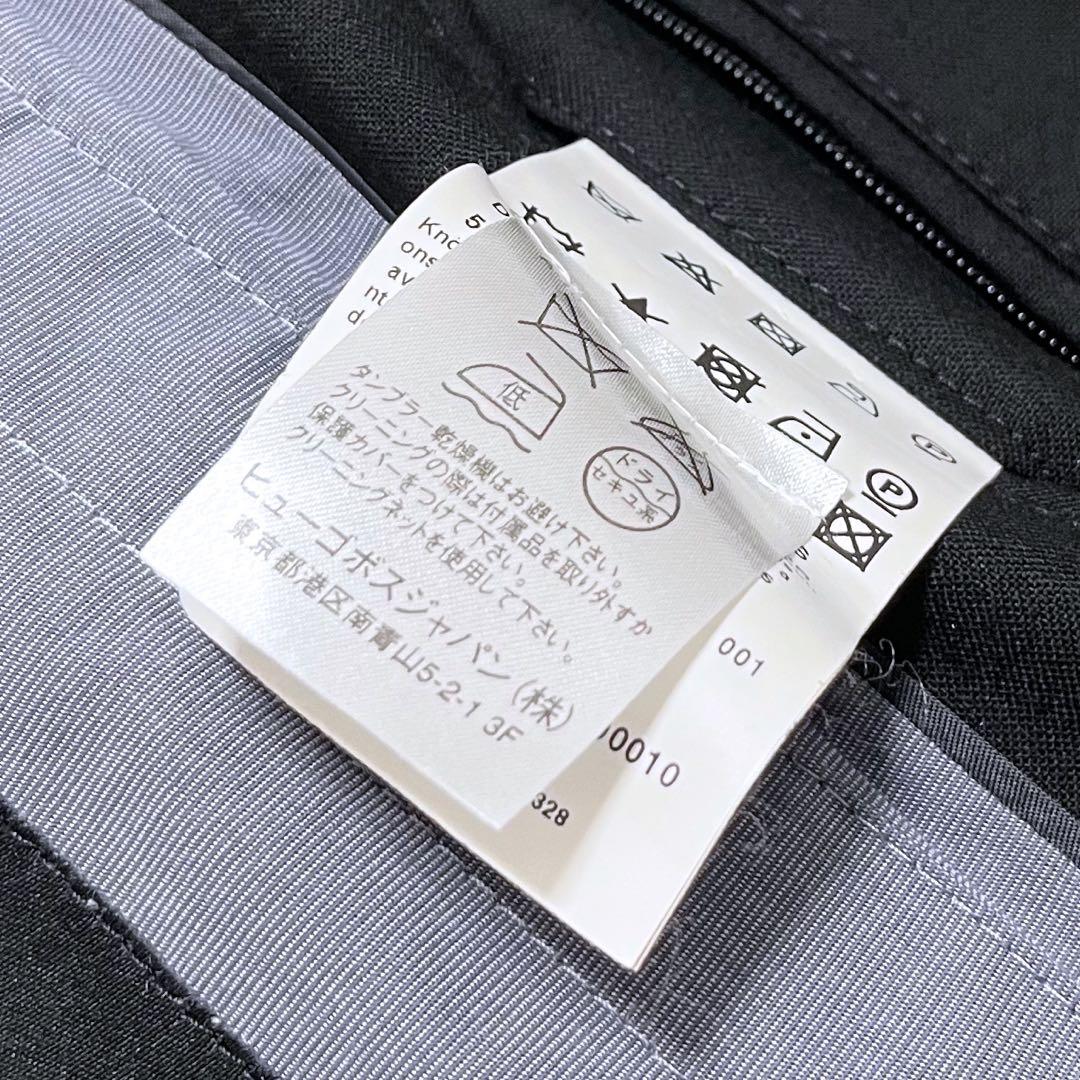 D
5
ons
av
nt
d
低
ドライ
セキユ系
タンブラー乾燥機はお避け下さい。
クリーニングの際は付属品を取り外すか
保護カバーをつけて下さい。
クリーニングネットを使用して下さい。
ヒューゴボスジャパン(株)
東京都港区南青山5-2-1 3F
P
001
0010
328